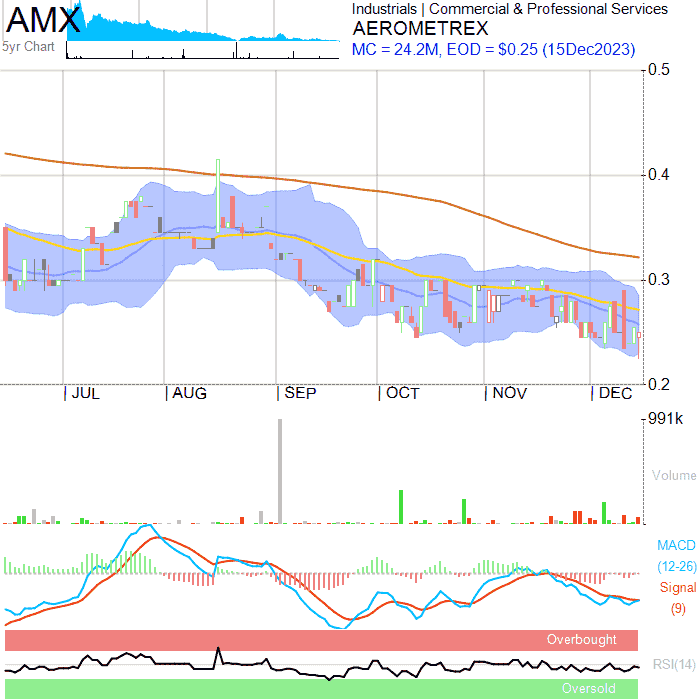 AMX
5yr Chart
Industrials | Commercial & Professional Services
AEROMETREX
MC = 24.2M, EOD = $0.25 (15Dec2023)
0.5
0.4
0.3
0.2
| JUL | AUG | SEP | OCT | NOV | DEC
991k
Volume
MACD
(12-26)
Signal
(9)
Overbought
RSI(14)
Oversold